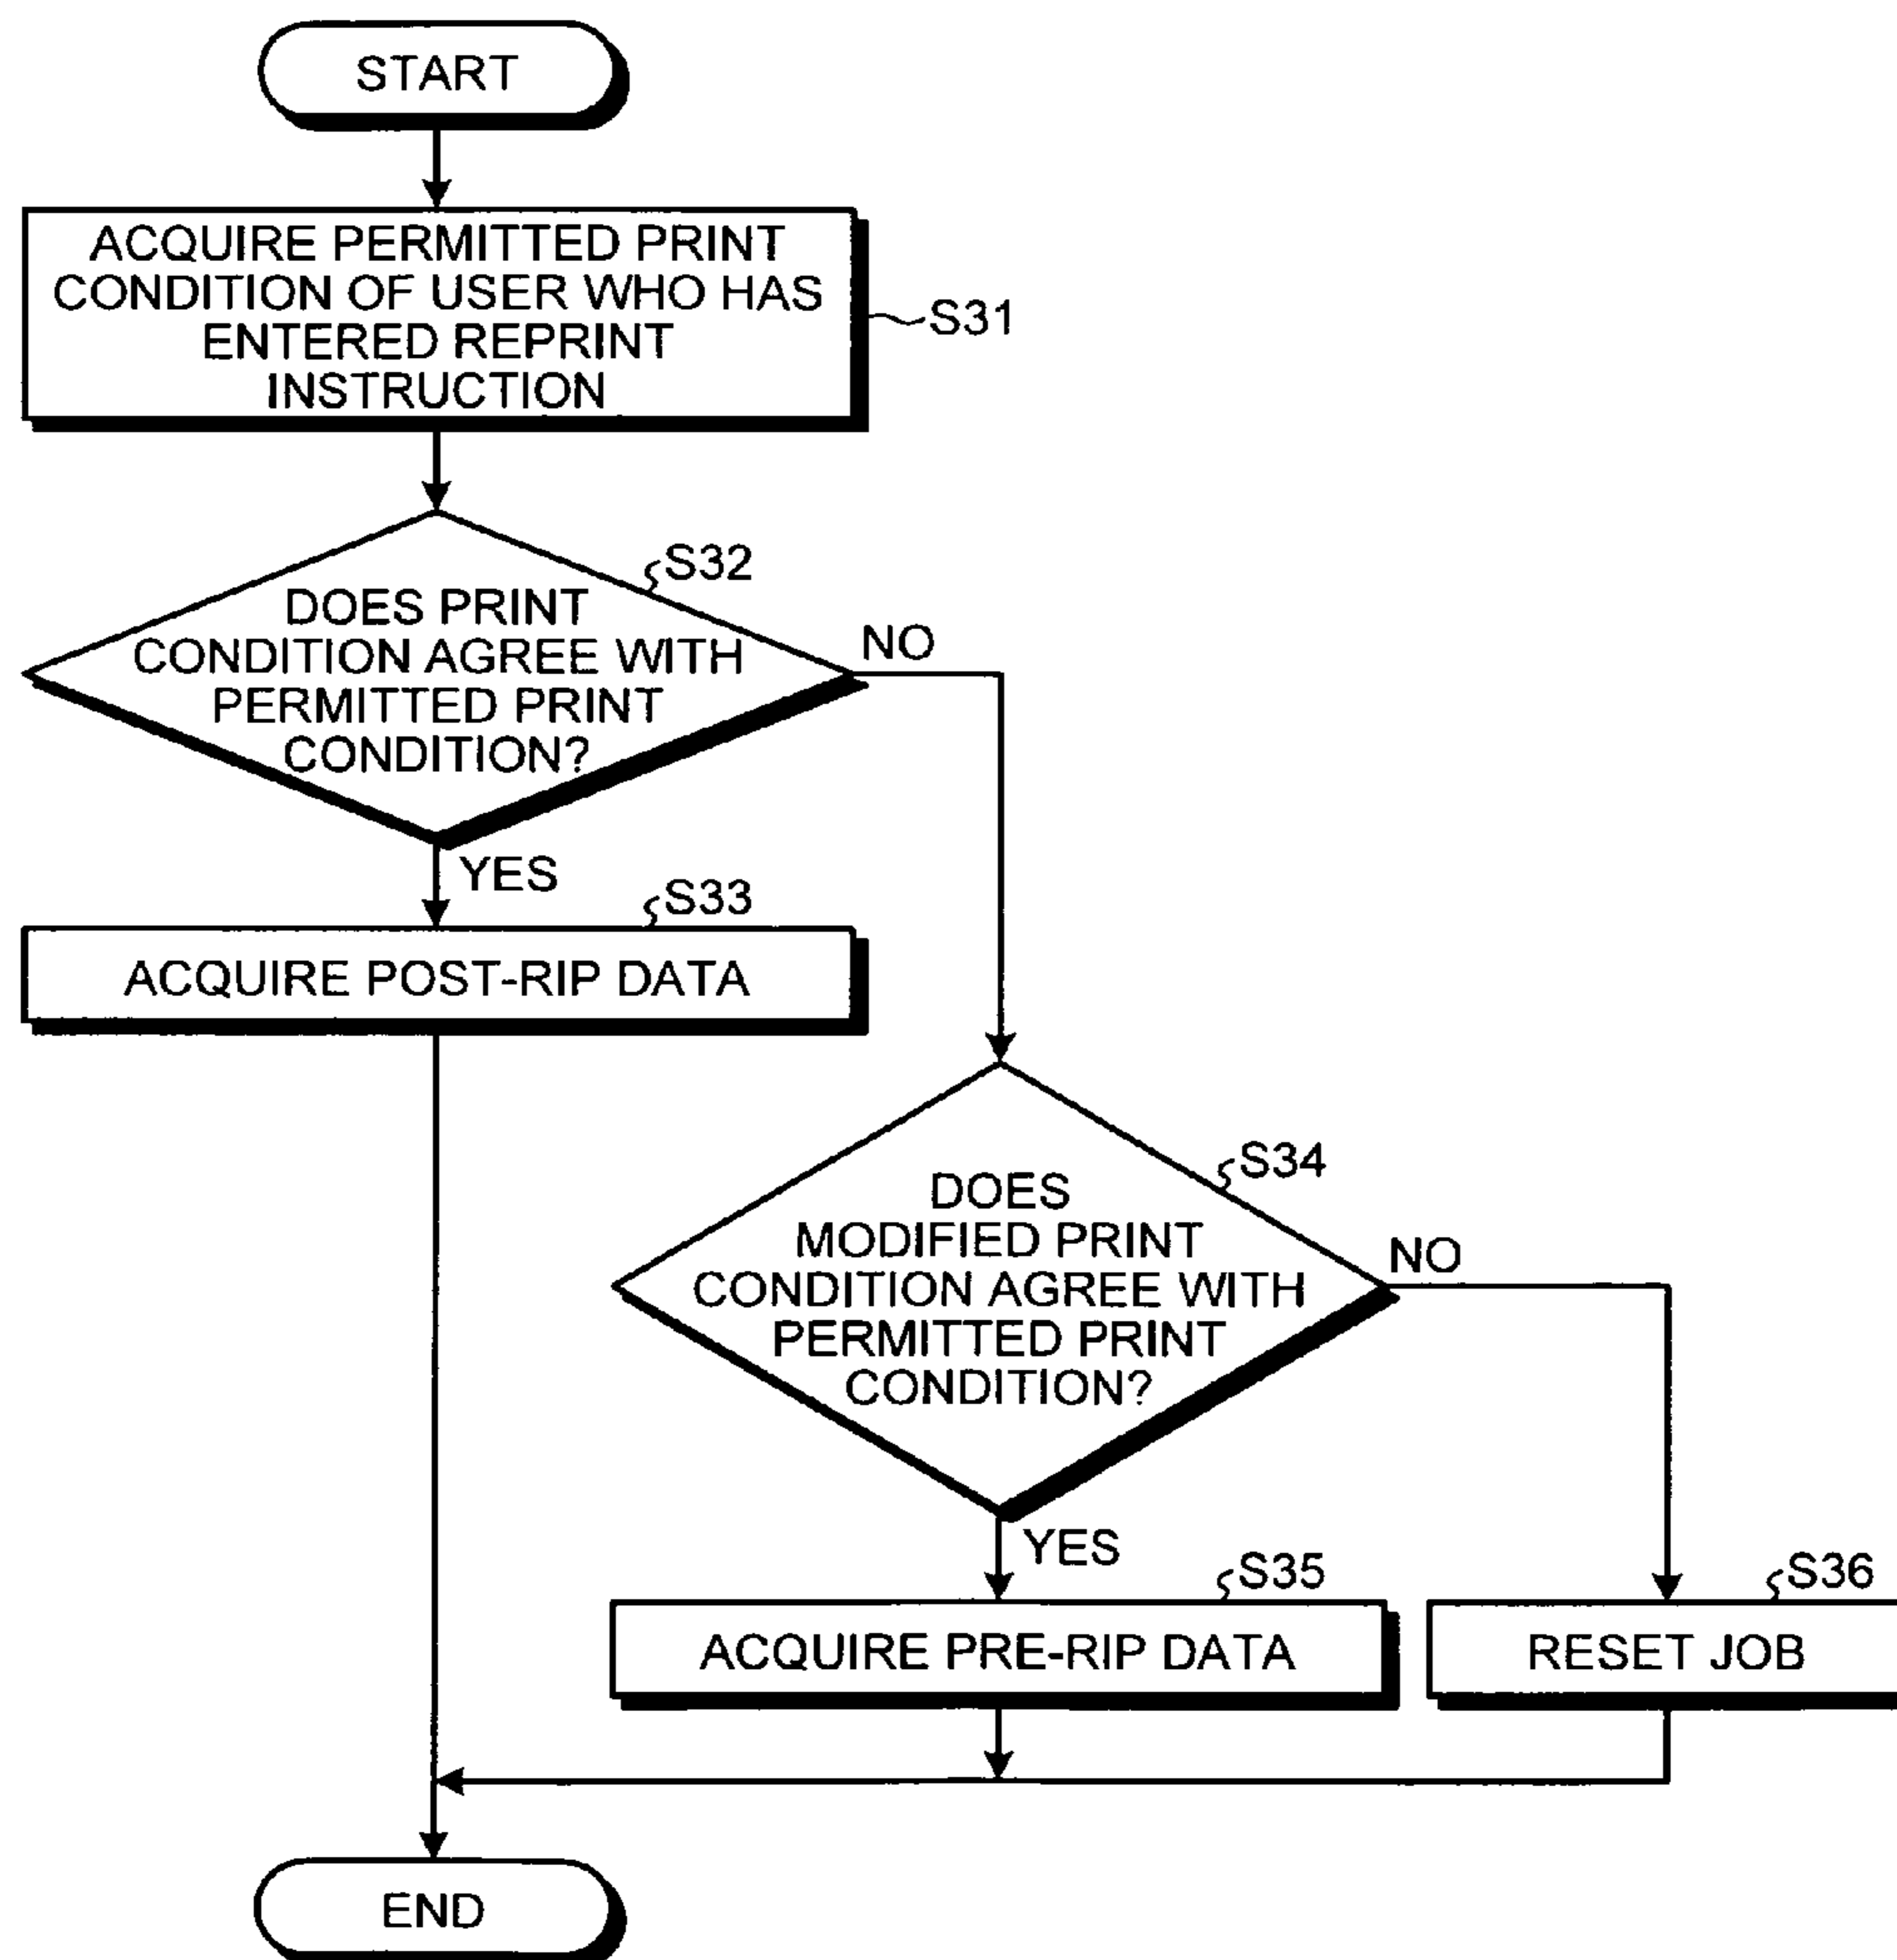 START
ACQUIRE PERMITTED PRINT
CONDITION OF USER WHO HAS
ENTERED REPRINT
INSTRUCTION
S31
S32
DOES PRINT
CONDITION AGREE WITH
PERMITTED PRINT
CONDITION?
NO
YES
S33
ACQUIRE POST-RIP DATA
S34
DOES
MODIFIED PRINT
CONDITION AGREE WITH
PERMITTED PRINT
CONDITION?
NO
YES
S35
ACQUIRE PRE-RIP DATA
S36
RESET JOB
END